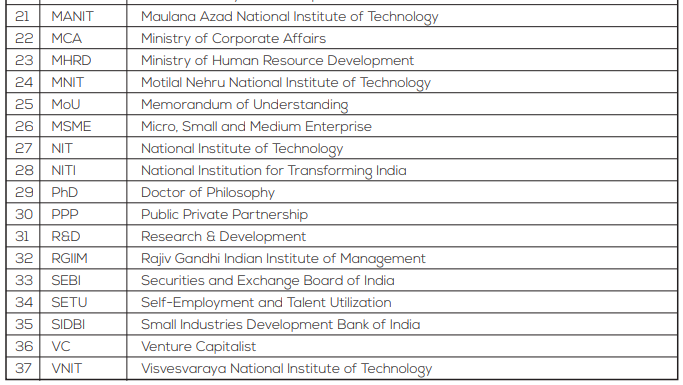 21 MANIT Maulana Azad National Institute of Technology
22 MCA Ministry of Corporate Affairs
23 MHRD Ministry of Human Resource Development
24 MNIT Motilal Nehru National Institute of Technology
25 MoU Memorandum of Understanding
26 MSME Micro, Small and Medium Enterprise
27 NIT National Institute of Technology
28 NITI National Institution for Transforming India
29 PhD Doctor of Philosophy
30 PPP Public Private Partnership
31 R&D Research & Development
32 RGIIM Rajiv Gandhi Indian Institute of Management
33 SEBI Securities and Exchange Board of India
34 SETU Self-Employment and Talent Utilization
35 SIDBI Small Industries Development Bank of India
36 VC Venture Capitalist
37 VNIT Visvesvaraya National Institute of Technology